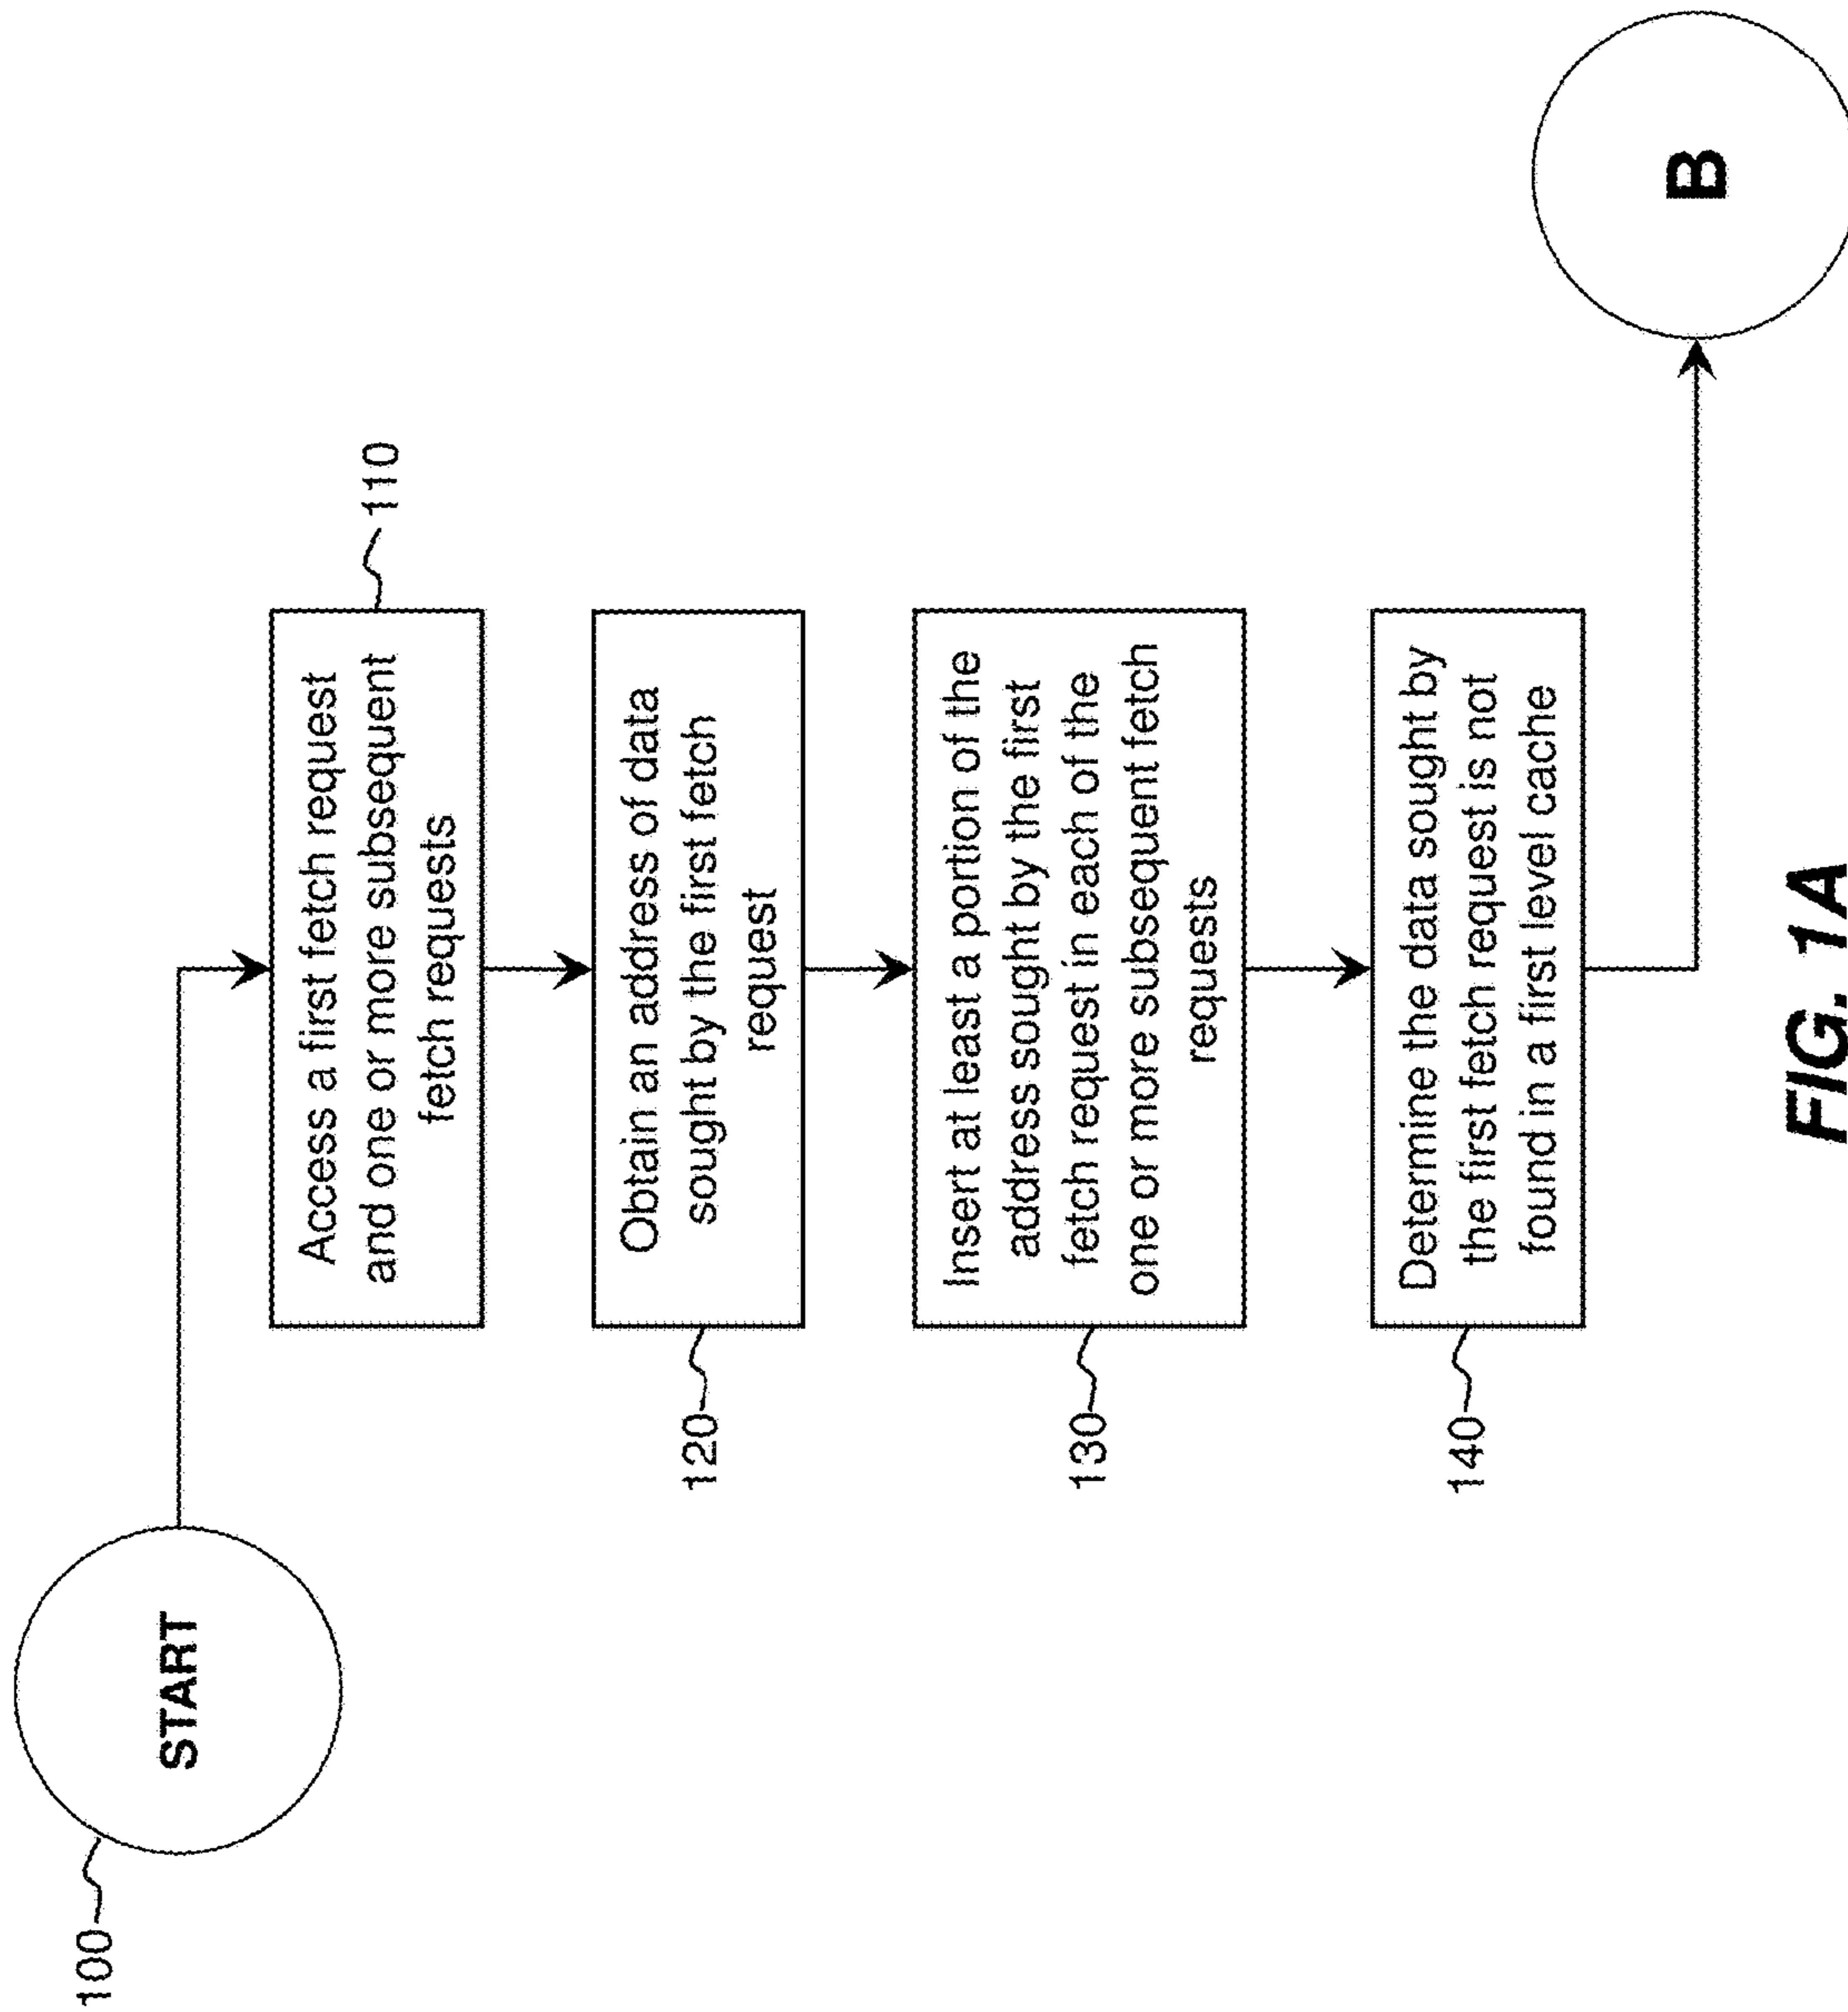 100
START
Access a first fetch request
and one or more subsequent
fetch requests
110
Obtain an address of data
sought by the first fetch
request
120
Insert at least a portion of the
address sought by the first
fetch request in each of the
one or more subsequent fetch
requests
130
Determine the data sought by
the first fetch request is not
found in a first level cache
140
B
FIG. 1A